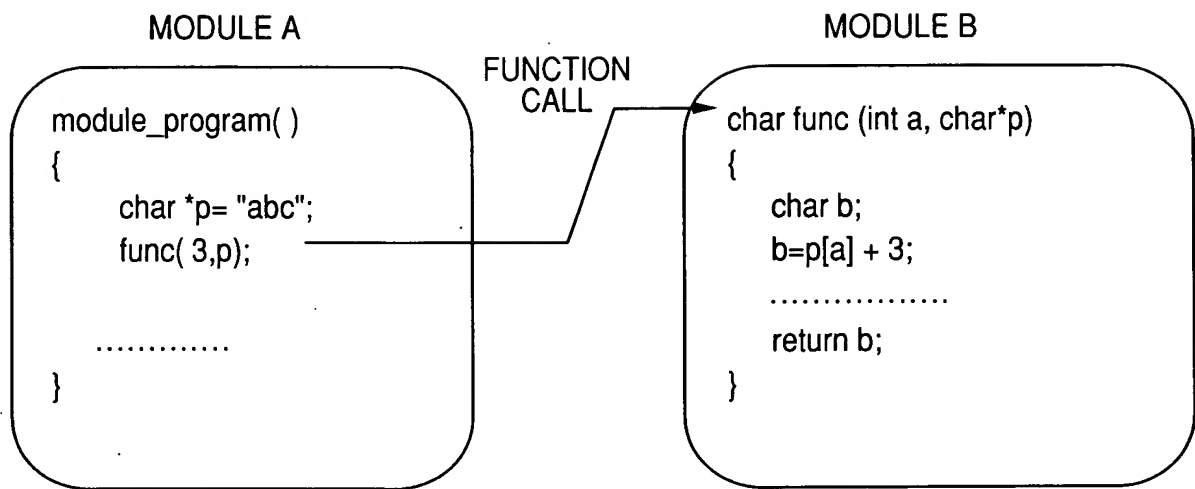 MODULE A
module_program( )
{
char *p= "abc";
func( 3,p);
.............
}
FUNCTION
CALL
MODULE B
char func (int a, char*p)
{
char b;
b=p[a] + 3;
.................
return b;
}